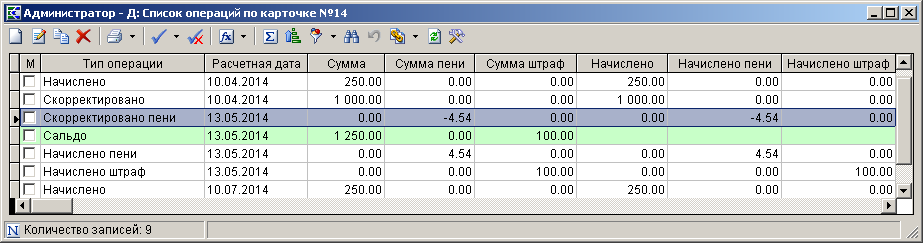 Администратор - Д: Список операций по карточке №14
М Тип операции Расчетная дата Сумма Сумма пени Сумма штраф Начислено Начислено пени Начислено штраф
Начислено 10.04.2014 250.00 0.00 0.00 250.00 0.00 0.00
Скорректировано 10.04.2014 1 000.00 0.00 0.00 1 000.00 0.00 0.00
Скорректировано пени 13.05.2014 0.00 -4.54 0.00 0.00 -4.54 0.00
Сальдо 13.05.2014 1 250.00 0.00 100.00
Начислено пени 13.05.2014 0.00 4.54 0.00 0.00 4.54 0.00
Начислено штраф 13.05.2014 0.00 0.00 100.00 0.00 0.00 100.00
Начислено 10.07.2014 250.00 0.00 0.00 250.00 0.00 0.00
N Количество записей: 9